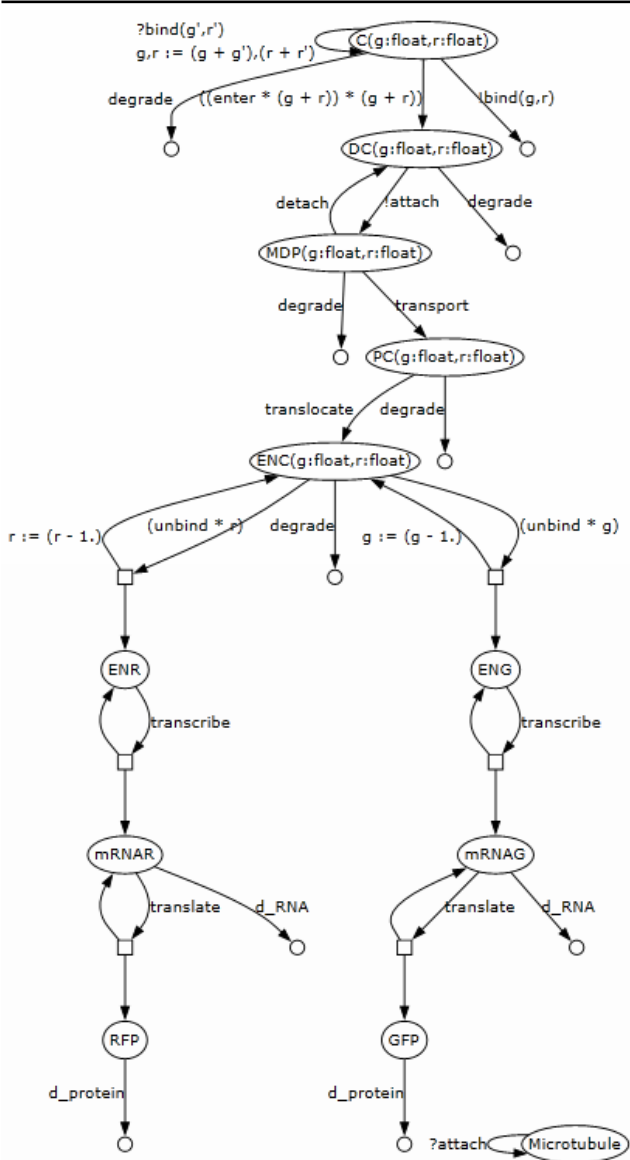 ?bind(g',r')
g,r := (g + g'),(r + r')
C(g:float,r:float)
degrade
((enter * (g + r)) * (g + r))
!bind(g,r)
DC(g:float,r:float)
detach
!attach
degrade
MDP(g:float,r:float)
degrade
transport
PC(g:float,r:float)
translocate
degrade
ENC(g:float,r:float)
r := (r - 1.)
(unbind * r)
degrade
g := (g - 1.)
(unbind * g)
ENR
ENG
transcribe
transcribe
mRNAR
mRNAG
translate
d_RNA
translate
d_RNA
RFP
GFP
d_protein
d_protein
?attach
Microtubule